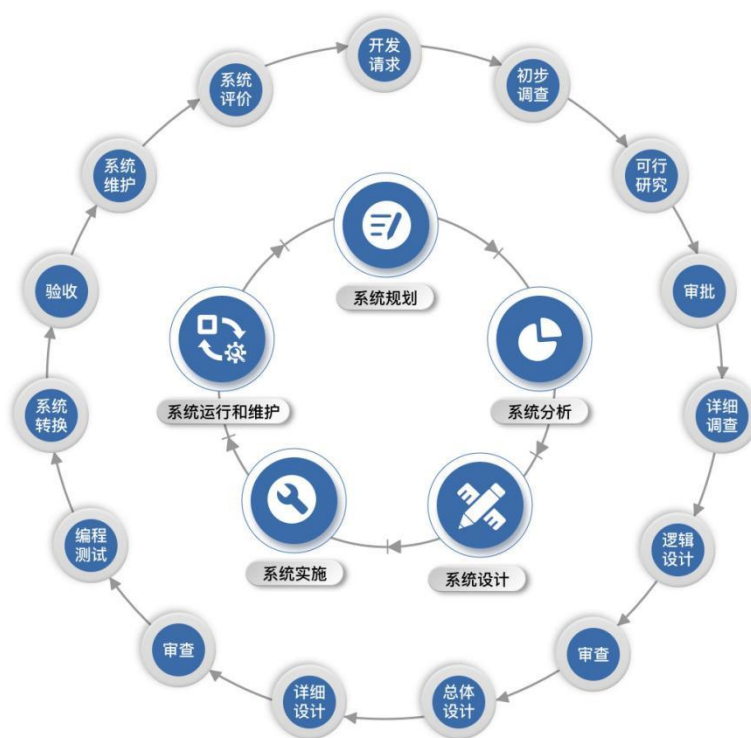 开发
请求
初步
调查
可行
研究
审批
详细
调查
逻辑
设计
审查
总体
设计
详细
设计
审查
编程
测试
系统
转换
验收
系统
维护
系统
评价
系统规划
系统分析
系统设计
系统实施
系统运行和维护